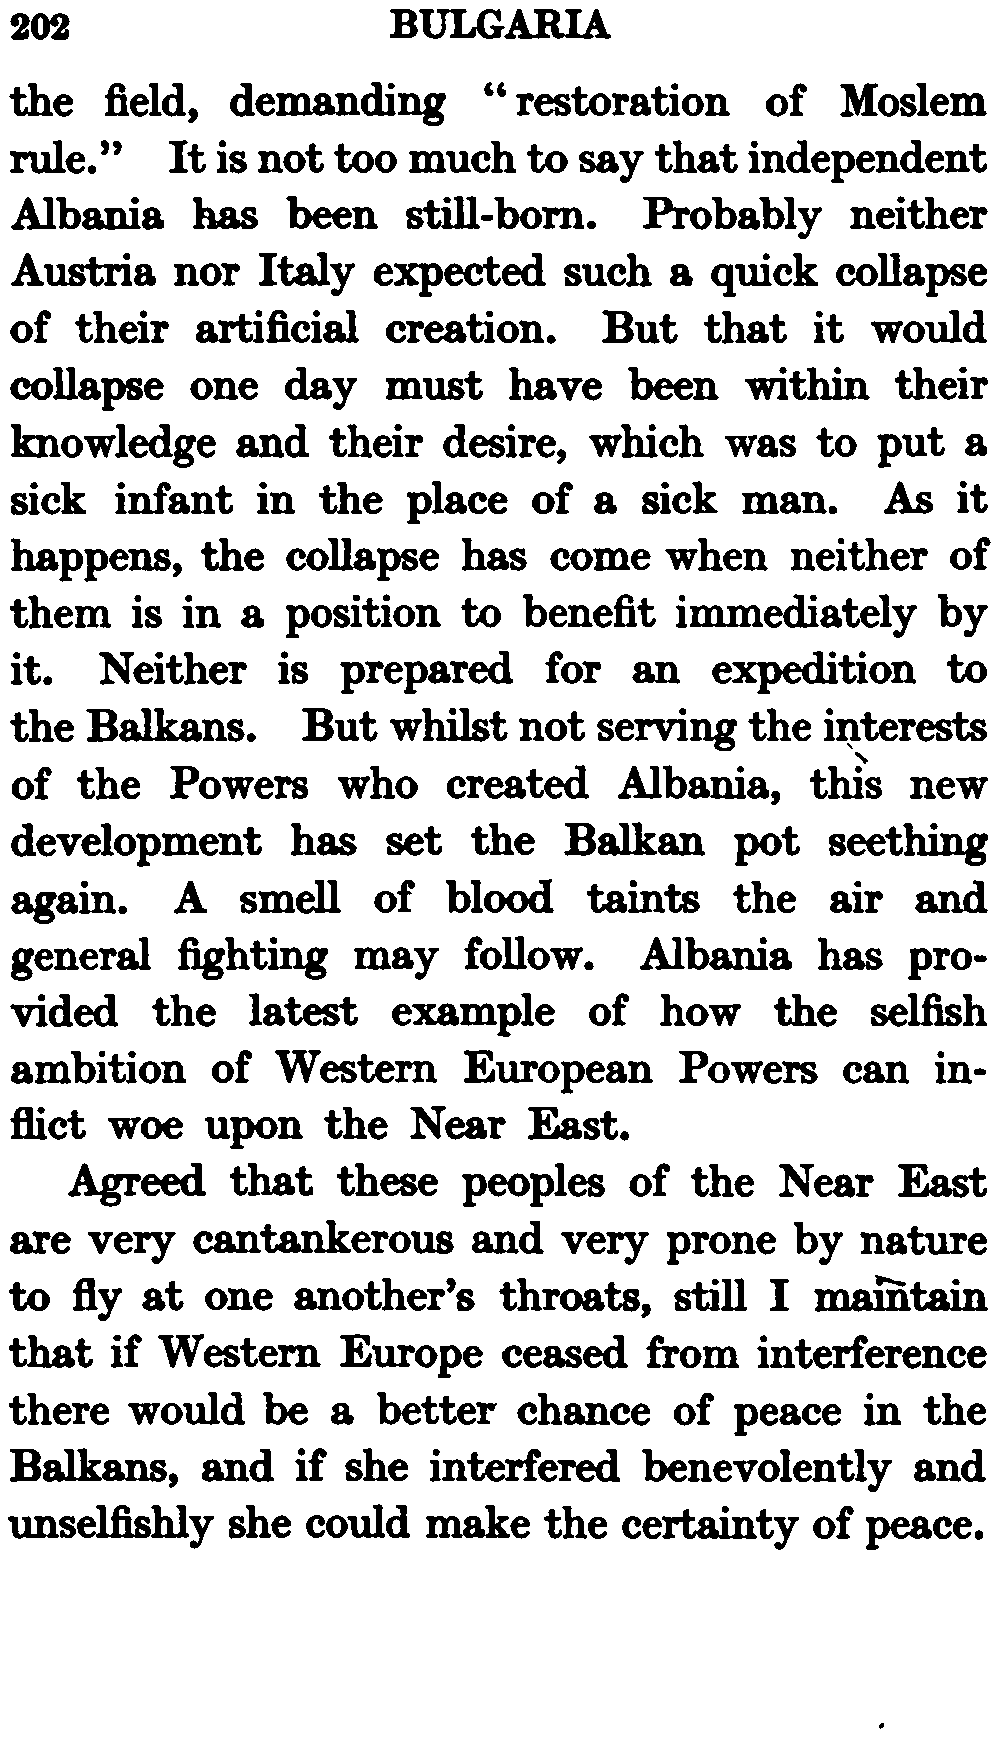 202 BULGARIA
the field, demanding “restoration of Moslem
rule.” It is not too much to say that independent
Albania has been still-born. Probably neither
Austria nor Italy expected such a quick collapse
of their artificial creation. But that it would
collapse one day must have been within their
knowledge and their desire, which was to put a
sick infant in the place of a sick man. As it
happens, the collapse has come when neither of
them is in a position to benefit immediately by
it. Neither is prepared for an expedition to
the Balkans. But whilst not serving the interests
of the Powers who created Albania, this new
development has set the Balkan pot seething
again. A smell of blood taints the air and
general fighting may follow. Albania has pro-
vided the latest example of how the selfish
ambition of Western European Powers can in-
flict woe upon the Near East.
Agreed that these peoples of the Near East
are very cantankerous and very prone by nature
to fly at one another’s throats, still I maintain
that if Western Europe ceased from interference
there would be a better chance of peace in the
Balkans, and if she interfered benevolently and
unselfishly she could make the certainty of peace.